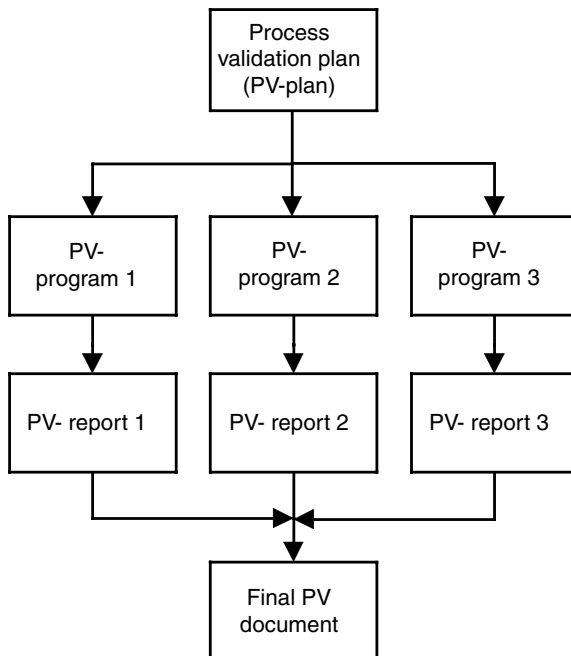 Process
validation plan
(PV-plan)
PV-
program 1
PV-
program 2
PV-
program 3
PV- report 1
PV- report 2
PV- report 3
Final PV
document